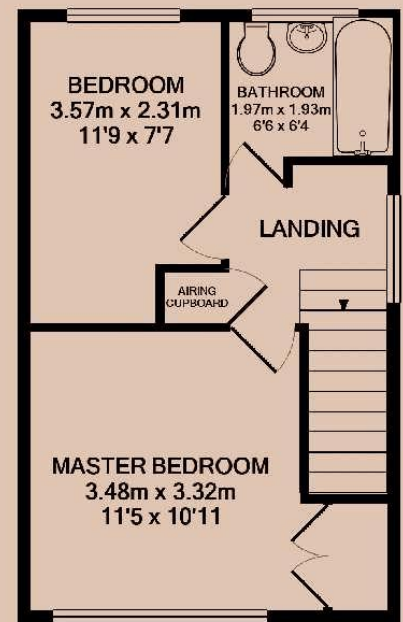 BEDROOM
3.57m x 2.31m
11'9 x 7'7
BATHROOM
1.97m x 1.93m
6'6 x 6'4
LANDING
AIRING
CUPBOARD
MASTER BEDROOM
3.48m x 3.32m
11'5 x 10'11